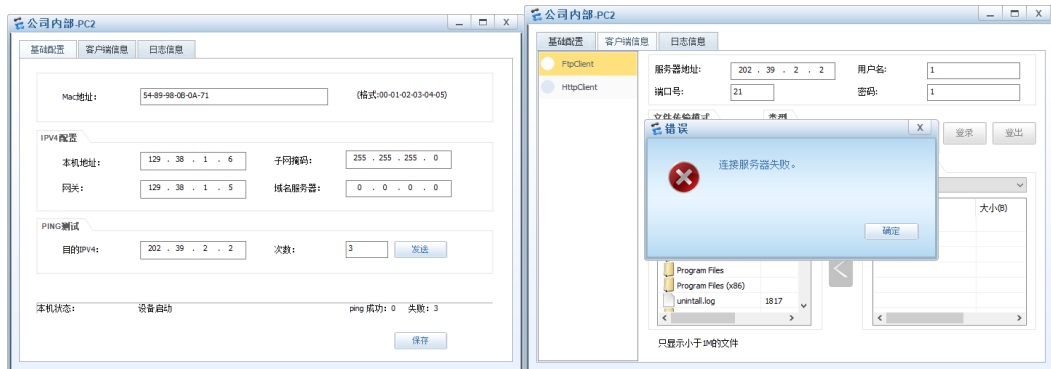 公司内部-PC2
基础配置 客户端信息 日志信息
Mac地址: 54-89-98-0B-0A-71 (格式:00-01-02-03-04-05)
IPV4配置
本机地址: 129 . 38 . 1 . 6 子网掩码: 255 . 255 . 255 . 0
网关: 129 . 38 . 1 . 5 域名服务器: 0 . 0 . 0 . 0
PING测试
目的IPV4: 202 . 39 . 2 . 2 次数: 3 发送
本机状态: 设备启动 ping 成功: 0 失败: 3
保存
公司内部-PC2
基础配置 客户端信息 日志信息
FtpClient
HttpClient
服务器地址: 202 . 39 . 2 . 2 用户名: 1
端口号: 21 密码: 1
文件传输模式 类型
登录 登出
错误
连接服务器失败。
确定
大小(B)
Program Files
Program Files (x86)
unintall.log 1817
只显示小于1M的文件